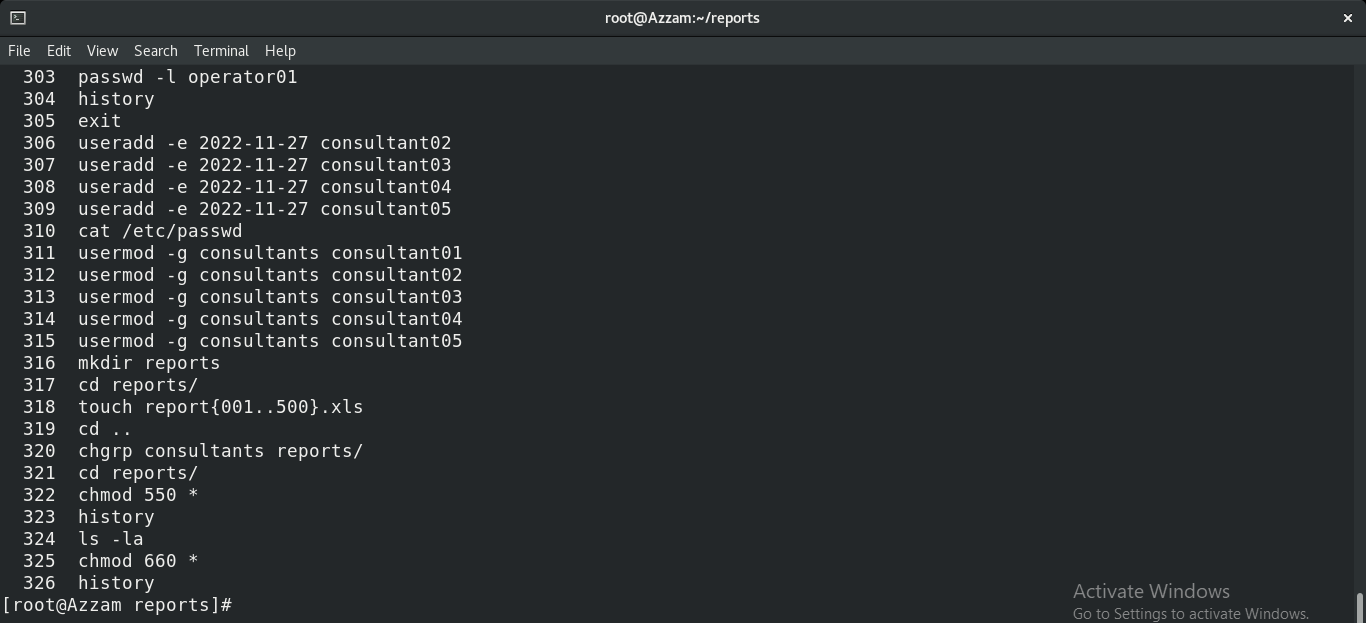 root@Azzam:~/reports
File Edit View Search Terminal Help
303 passwd -l operator01
304 history
305 exit
306 useradd -e 2022-11-27 consultant02
307 useradd -e 2022-11-27 consultant03
308 useradd -e 2022-11-27 consultant04
309 useradd -e 2022-11-27 consultant05
310 cat /etc/passwd
311 usermod -g consultants consultant01
312 usermod -g consultants consultant02
313 usermod -g consultants consultant03
314 usermod -g consultants consultant04
315 usermod -g consultants consultant05
316 mkdir reports
317 cd reports/
318 touch report{001..500}.xls
319 cd ..
320 chgrp consultants reports/
321 cd reports/
322 chmod 550 *
323 history
324 ls -la
325 chmod 660 *
326 history
[root@Azzam reports]#
Activate Windows
Go to Settings to activate Windows.